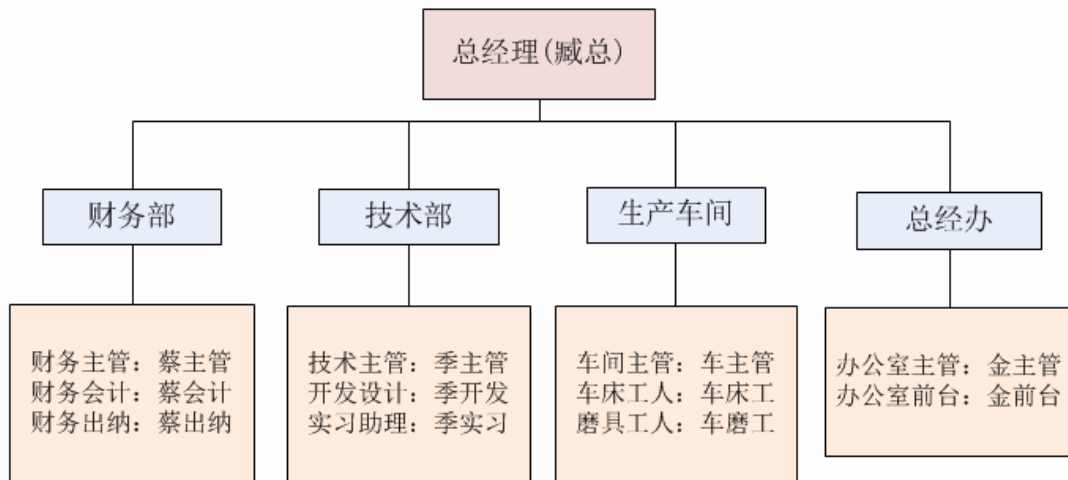 总经理(臧总)
财务部
技术部
生产车间
总经办
财务主管：蔡主管
财务会计：蔡会计
财务出纳：蔡出纳
技术主管：季主管
开发设计：季开发
实习助理：季实习
车间主管：车主管
车床工人：车床工
磨具工人：车磨工
办公室主管：金主管
办公室前台：金前台